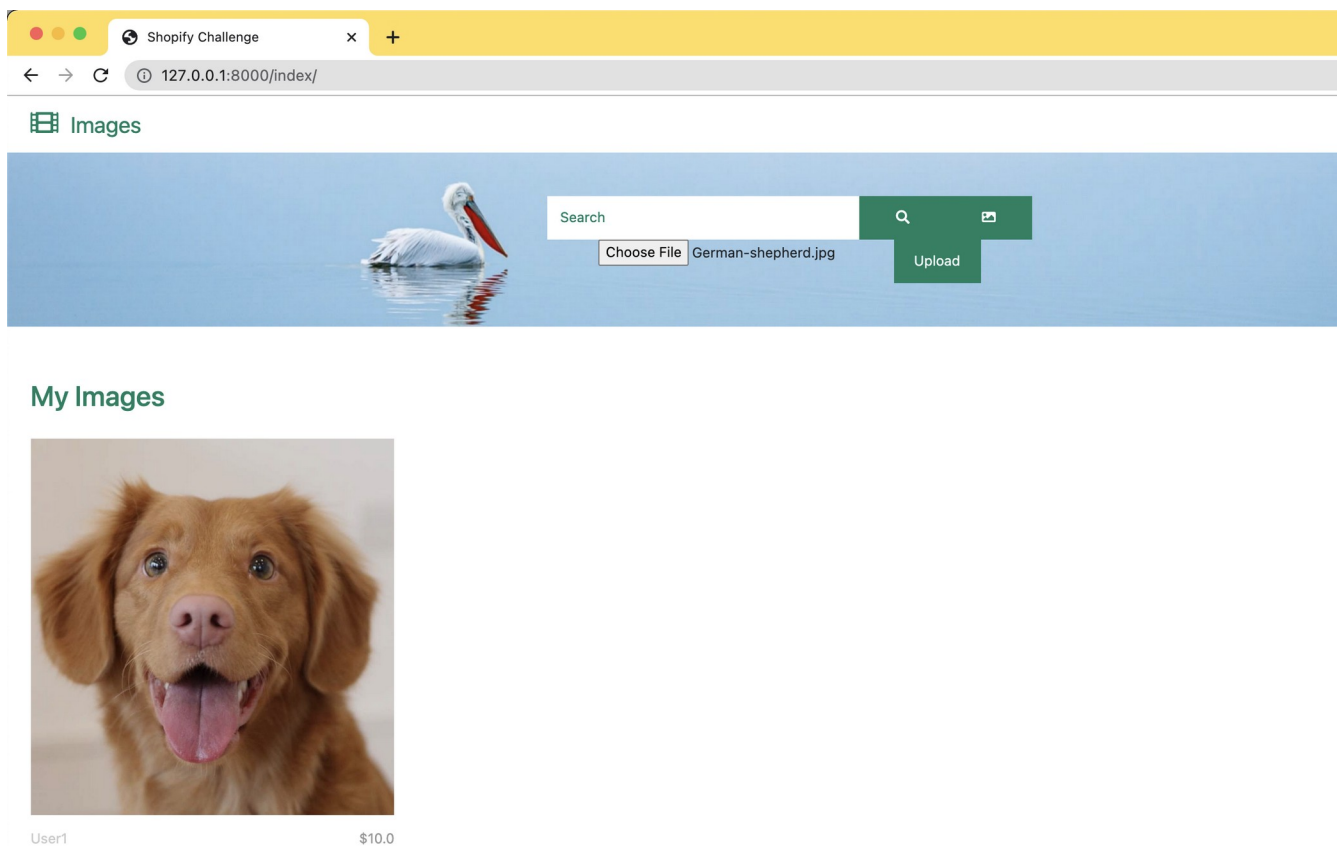 Shopify Challenge
127.0.0.1:8000/index/
Images
Search
Choose File German-shepherd.jpg
Upload
My Images
User1 $10.0